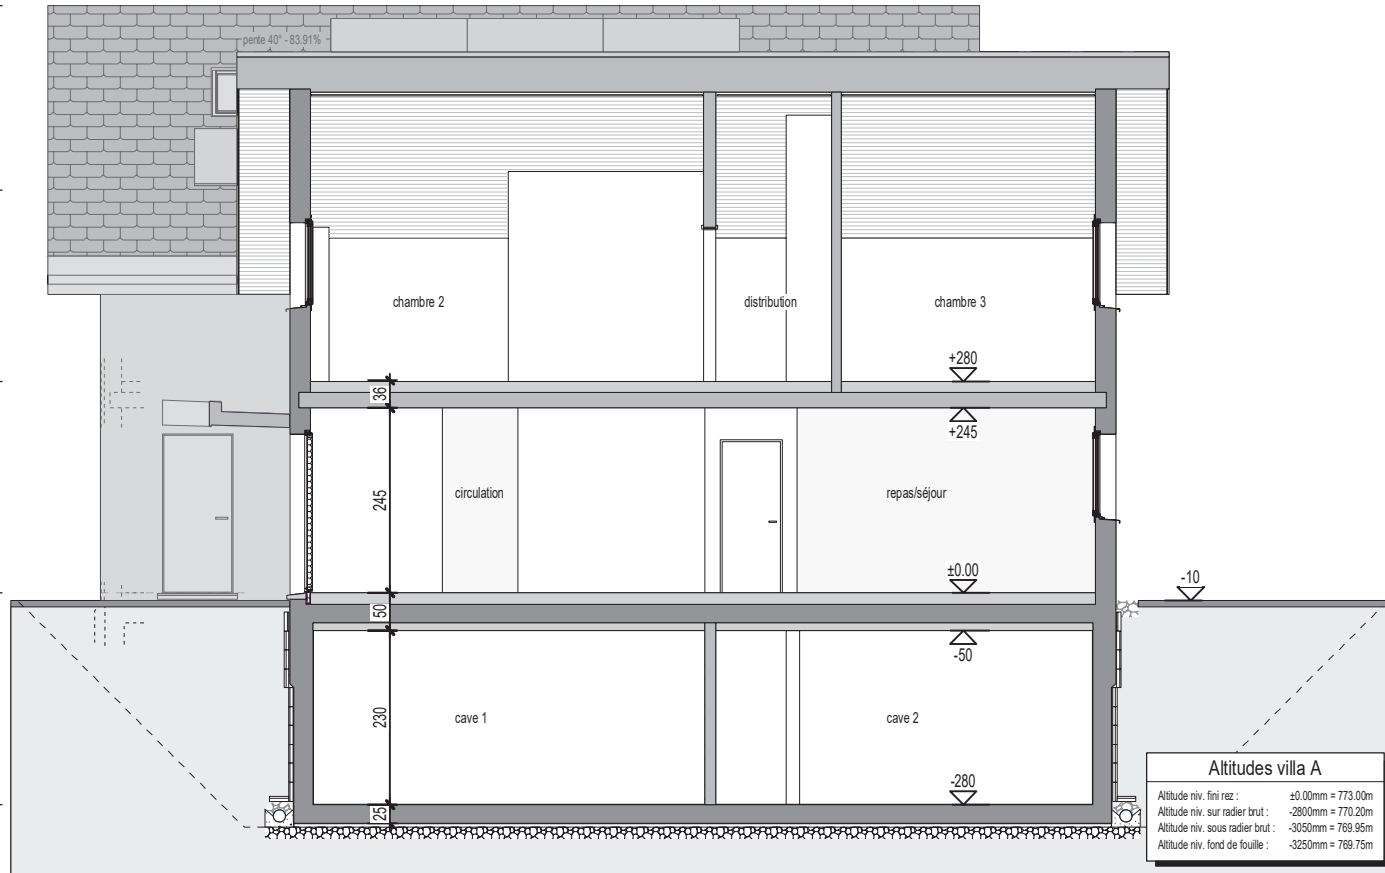 pente 40° - 83.91%
chambre 2
distribution
chambre 3
+280
36
+245
245
circulation
repas/séjour
±0.00
-10
50
-50
230
cave 1
cave 2
-280
25
Altitudes villa A
Altitude niv. fini rez : ±0.00mm = 773.00m
Altitude niv. sur radier brut : -2800mm = 770.20m
Altitude niv. sous radier brut : -3050mm = 769.95m
Altitude niv. fond de fouille : -3250mm = 769.75m